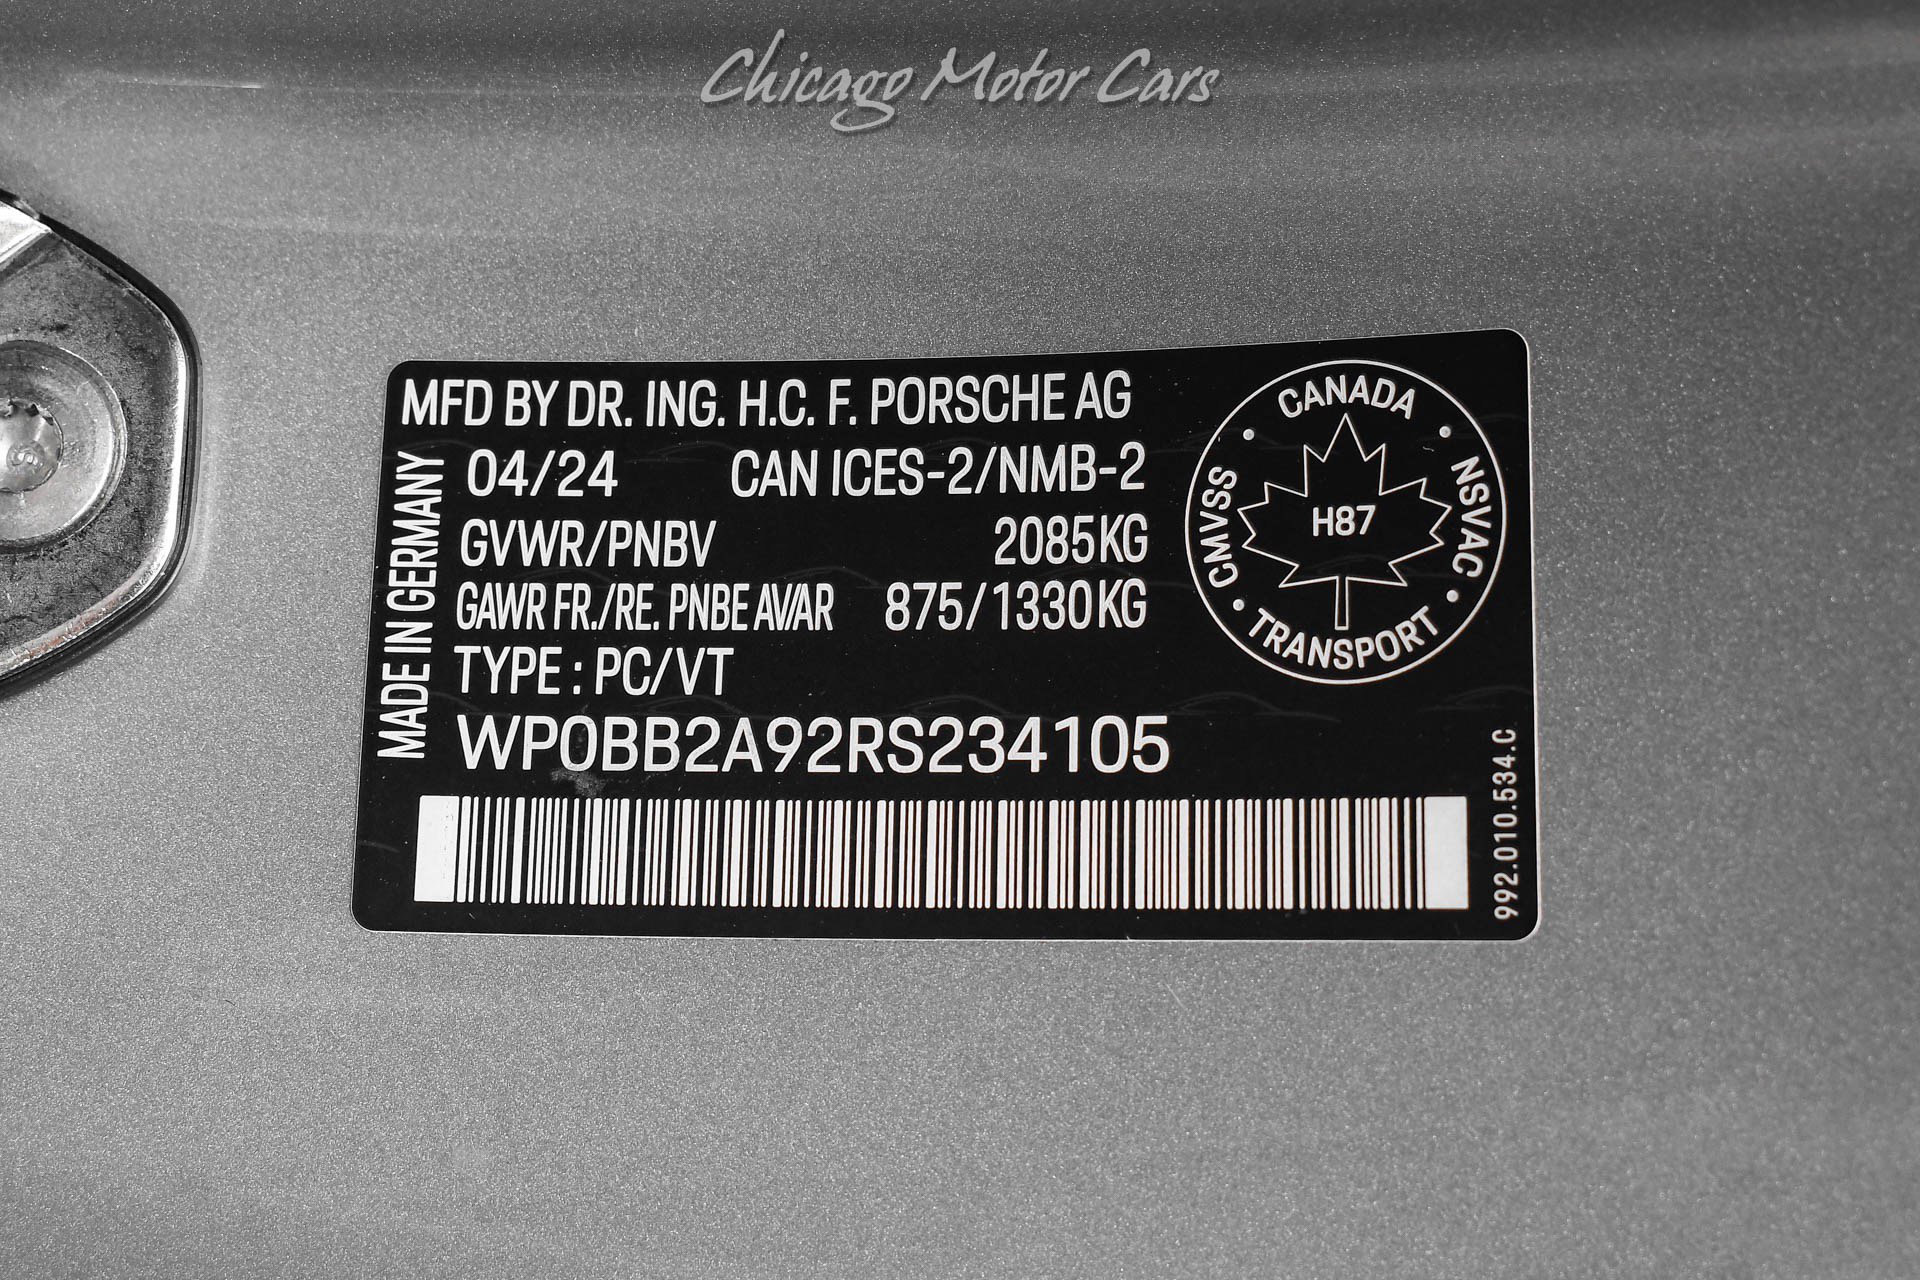 Chicago Motor Cars
MFD BY DR. ING. H.C. F. PORSCHE AG
04/24 CAN ICES-2/NMB-2
GVWR/PNBV 2085KG
GAWR FR./RE. PNBE AV/AR 875/1330KG
TYPE : PC/VT
WP0BB2A92RS234105
MADE IN GERMANY
CANADA
CMVSS
NSVAC
H87
TRANSPORT
992.010.534.C